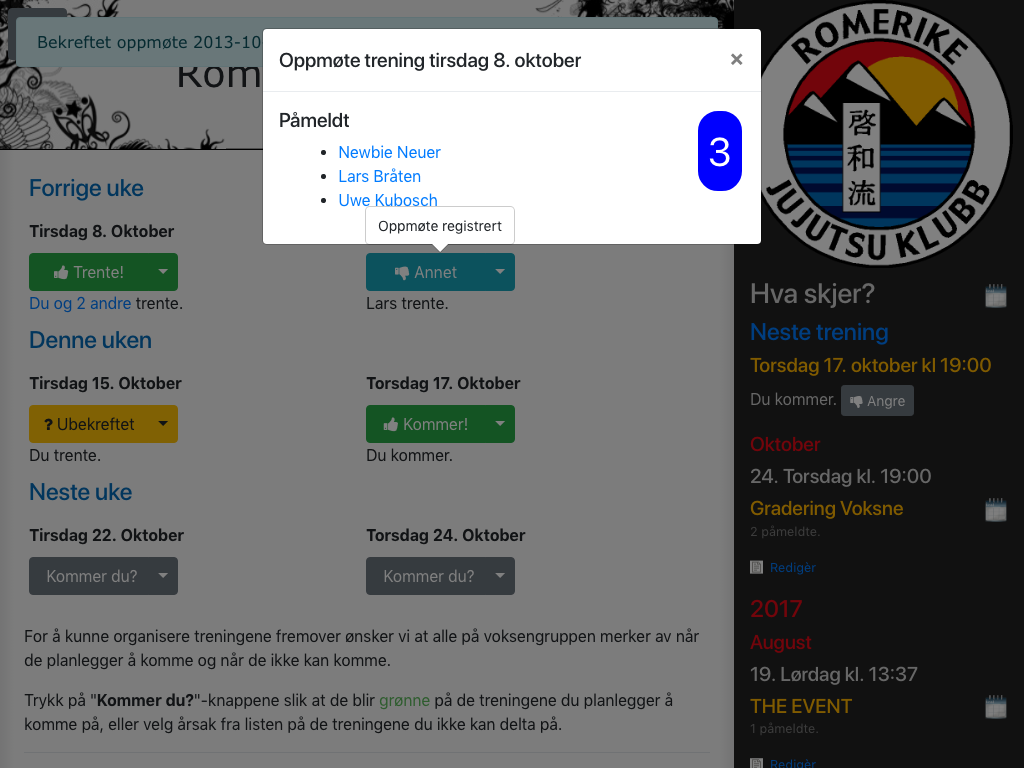 Bekreftet oppmøte 2013-10
Rom
Oppmøte trening tirsdag 8. oktober
×
Påmeldt
Newbie Neuer
Lars Bråten
Uwe Kubosch
3
Oppmøte registrert
Forrige uke
Tirsdag 8. Oktober
Trente!
Annet
Du og 2 andre trente.
Lars trente.
Denne uken
Tirsdag 15. Oktober
Torsdag 17. Oktober
? Ubekreftet
Kommer!
Du trente.
Du kommer.
Neste uke
Tirsdag 22. Oktober
Torsdag 24. Oktober
Kommer du?
Kommer du?
For å kunne organisere treningene fremover ønsker vi at alle på voksengruppen merker av når
de planlegger å komme og når de ikke kan komme.
Trykk på "Kommer du?"-knappene slik at de blir grønne på de treningene du planlegger å
komme på, eller velg årsak fra listen på de treningene du ikke kan delta på.
ROMERIKE
啓
和
流
JUJUTSU KLUBB
Hva skjer?
Neste trening
Torsdag 17. oktober kl 19:00
Du kommer.
Angre
Oktober
24. Torsdag kl. 19:00
Gradering Voksne
2 påmeldte.
Redigèr
2017
August
19. Lørdag kl. 13:37
THE EVENT
1 påmeldte.
Redigèr